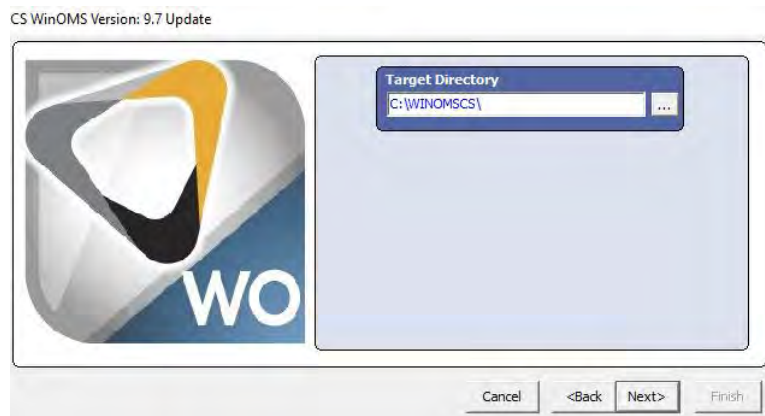 CS WinOMS Version: 9.7 Update
Target Directory
C:\WINOMSCS\
...
WO
Cancel
<Back
Next>
Finish